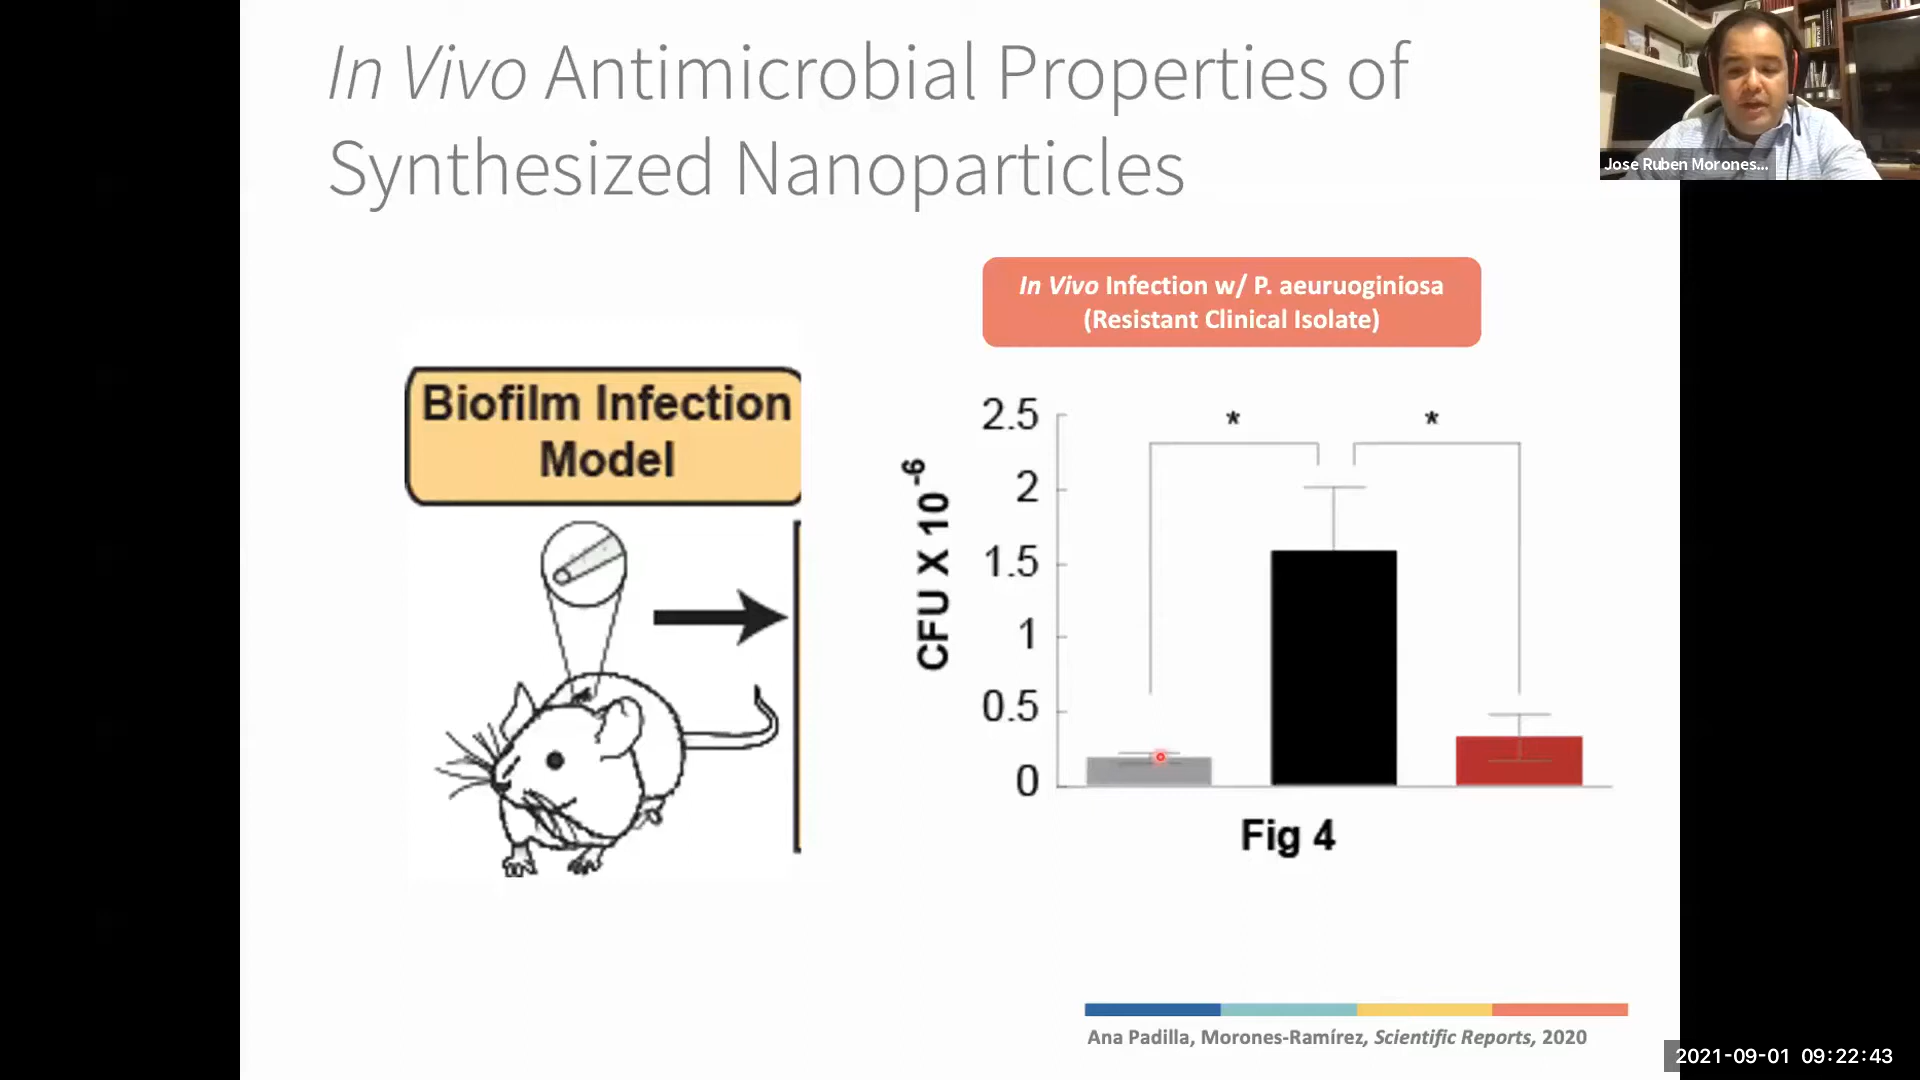 In Vivo Antimicrobial Properties of
Synthesized Nanoparticles
Jose Ruben Morones...
In Vivo Infection w/ P. aeuruoginiosa
(Resistant Clinical Isolate)
Biofilm Infection
Model
CFU X 10⁻⁶
2.5
2
1.5
1
0.5
0
*
*
Fig 4
Ana Padilla, Morones-Ramírez, Scientific Reports, 2020
2021-09-01 09:22:43